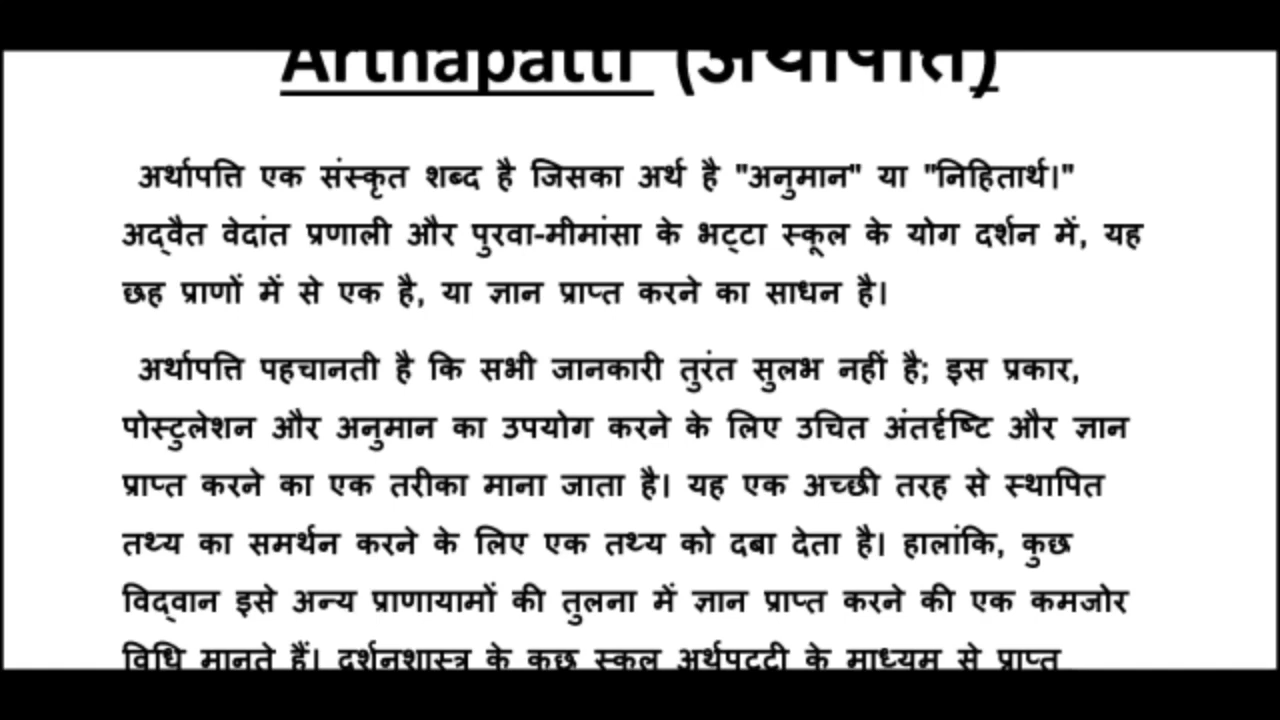 Arthapatti (अर्थापत्ति)
अर्थापत्ति एक संस्कृत शब्द है जिसका अर्थ है "अनुमान" या "निहितार्थ।"
अद्वैत वेदांत प्रणाली और पुरवा-मीमांसा के भट्टा स्कूल के योग दर्शन में, यह
छह प्राणों में से एक है, या ज्ञान प्राप्त करने का साधन है।
अर्थापत्ति पहचानती है कि सभी जानकारी तुरंत सुलभ नहीं है; इस प्रकार,
पोस्टुलेशन और अनुमान का उपयोग करने के लिए उचित अंतर्दृष्टि और ज्ञान
प्राप्त करने का एक तरीका माना जाता है। यह एक अच्छी तरह से स्थापित
तथ्य का समर्थन करने के लिए एक तथ्य को दबा देता है। हालांकि, कुछ
विद्वान इसे अन्य प्राणायामों की तुलना में ज्ञान प्राप्त करने की एक कमजोर
विधि मानते हैं। दर्शनशास्त्र के कुछ स्कूल अर्थपट्टी के माध्यम से प्राप्त